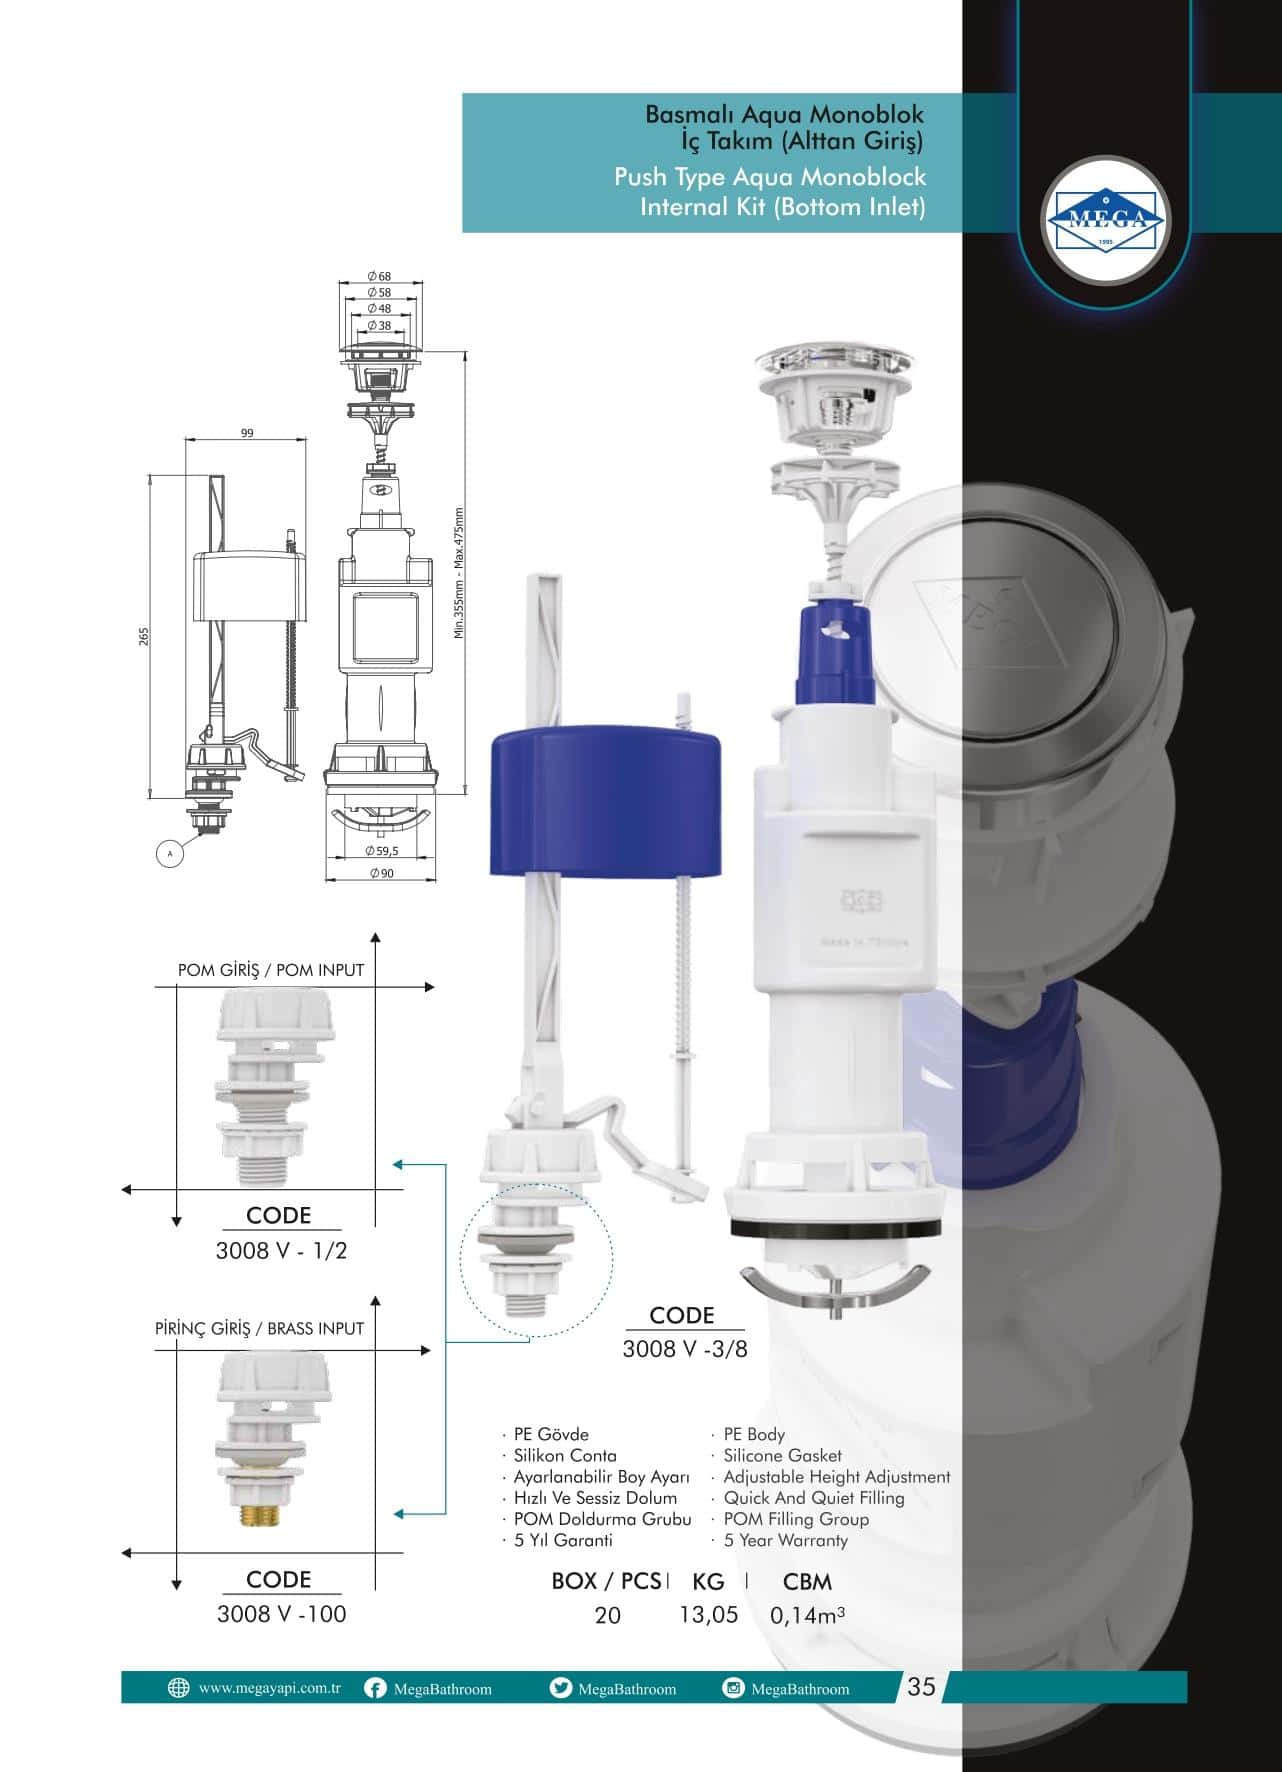 Basmalı Aqua Monoblok
İç Takım (Alttan Giriş)
Push Type Aqua Monoblock
Internal Kit (Bottom Inlet)
MEGA
1995
Ø68
Ø58
Ø48
Ø38
99
265
Min.355mm - Max.475mm
A
Ø59,5
Ø90
POM GİRİŞ / POM INPUT
CODE
3008 V - 1/2
PİRİNÇ GİRİŞ / BRASS INPUT
CODE
3008 V -100
CODE
3008 V -3/8
· PE Gövde
· Silikon Conta
· Ayarlanabilir Boy Ayarı
· Hızlı Ve Sessiz Dolum
· POM Doldurma Grubu
· 5 Yıl Garanti
· PE Body
· Silicone Gasket
· Adjustable Height Adjustment
· Quick And Quiet Filling
· POM Filling Group
· 5 Year Warranty
BOX / PCS | KG | CBM
20 13,05 0,14m³
www.megayapi.com.tr MegaBathroom MegaBathroom MegaBathroom 35